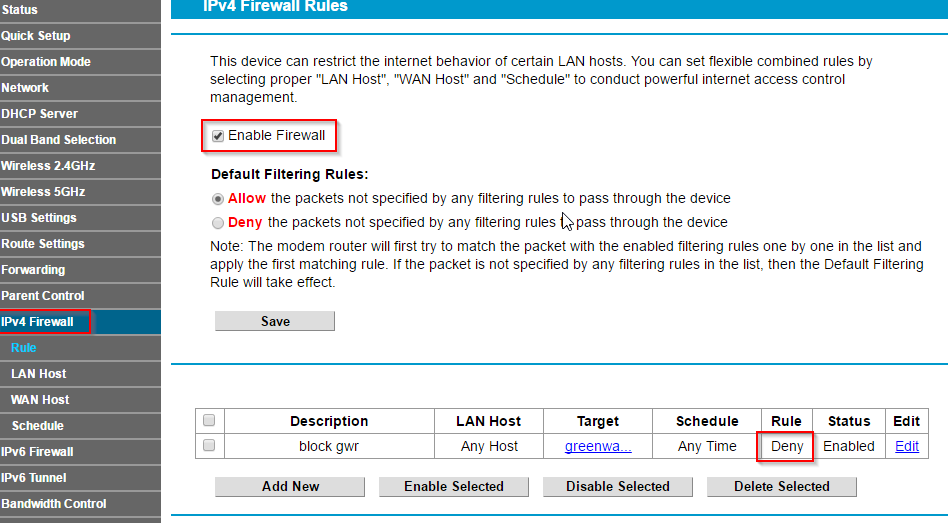 Status
Quick Setup
Operation Mode
Network
DHCP Server
Dual Band Selection
Wireless 2.4GHz
Wireless 5GHz
USB Settings
Route Settings
Forwarding
Parent Control
IPv4 Firewall
Rule
LAN Host
WAN Host
Schedule
IPv6 Firewall
IPv6 Tunnel
Bandwidth Control
IPv4 Firewall Rules
This device can restrict the internet behavior of certain LAN hosts. You can set flexible combined rules by
selecting proper "LAN Host", "WAN Host" and "Schedule" to conduct powerful internet access control
management.
Enable Firewall
Default Filtering Rules:
Allow the packets not specified by any filtering rules to pass through the device
Deny the packets not specified by any filtering rules to pass through the device
Note: The modem router will first try to match the packet with the enabled filtering rules one by one in the list and
apply the first matching rule. If the packet is not specified by any filtering rules in the list, then the Default Filtering
Rule will take effect.
Save
Description LAN Host Target Schedule Rule Status Edit
block gwr Any Host greenwa... Any Time Deny Enabled Edit
Add New Enable Selected Disable Selected Delete Selected